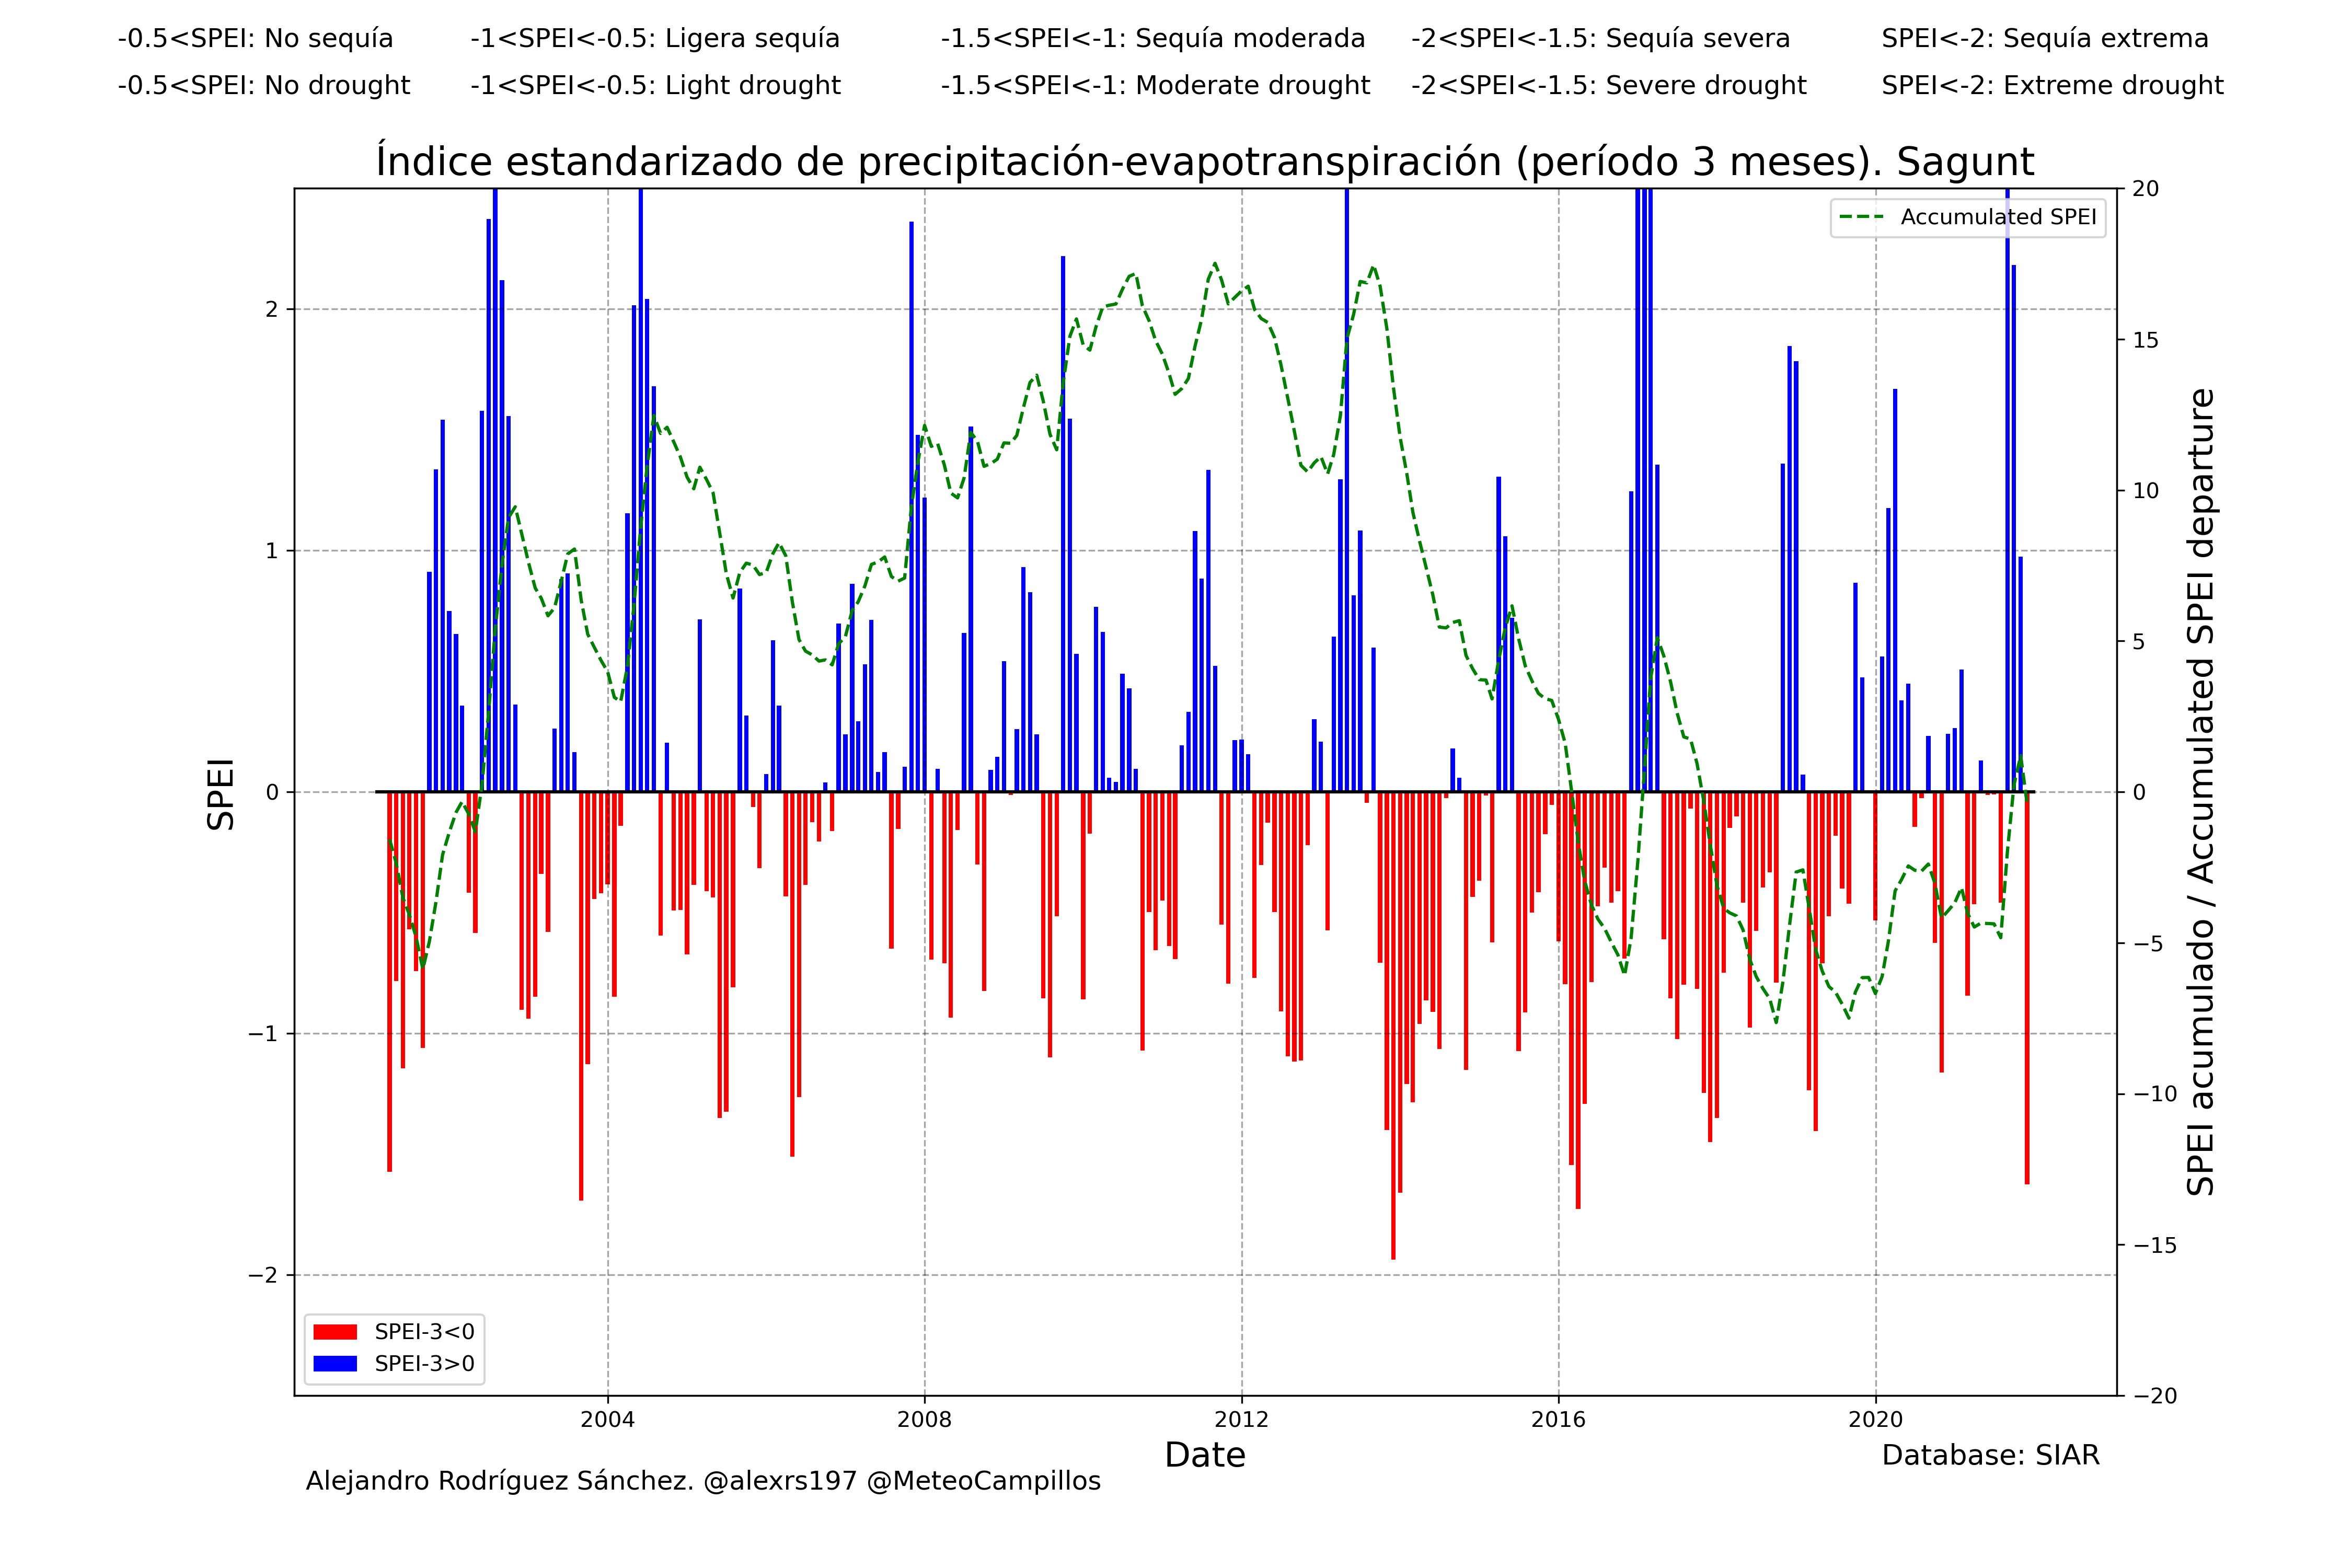 -0.5<SPEI: No sequía -1<SPEI<-0.5: Ligera sequía -1.5<SPEI<-1: Sequía moderada -2<SPEI<-1.5: Sequía severa SPEI<-2: Sequía extrema
-0.5<SPEI: No drought -1<SPEI<-0.5: Light drought -1.5<SPEI<-1: Moderate drought -2<SPEI<-1.5: Severe drought SPEI<-2: Extreme drought
Índice estandarizado de precipitación-evapotranspiración (período 3 meses). Sagunt
Accumulated SPEI
SPEI
2
1
0
−1
−2
20
15
10
5
0
−5
−10
−15
−20
SPEI acumulado / Accumulated SPEI departure
SPEI-3<0
SPEI-3>0
2004 2008 2012 2016 2020
Date
Database: SIAR
Alejandro Rodríguez Sánchez. @alexrs197 @MeteoCampillos